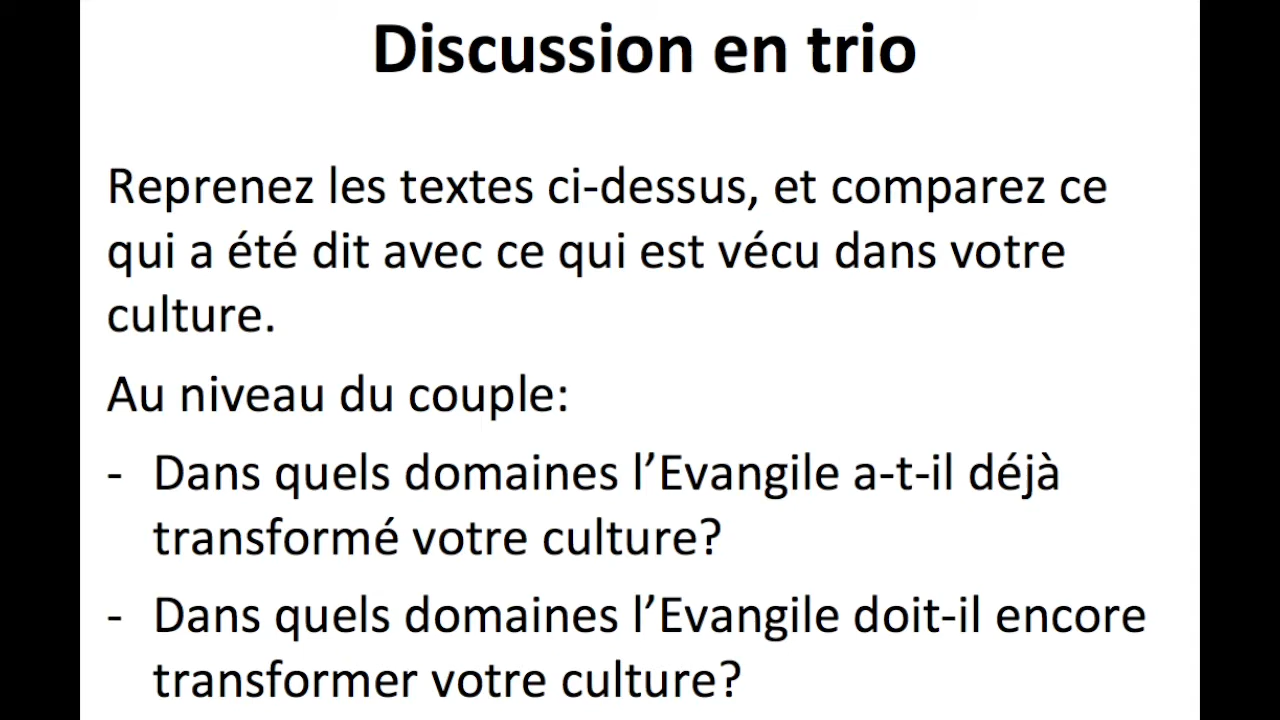 Discussion en trio
Reprenez les textes ci-dessus, et comparez ce
qui a été dit avec ce qui est vécu dans votre
culture.
Au niveau du couple:
- Dans quels domaines l’Evangile a-t-il déjà
transformé votre culture?
- Dans quels domaines l’Evangile doit-il encore
transformer votre culture?